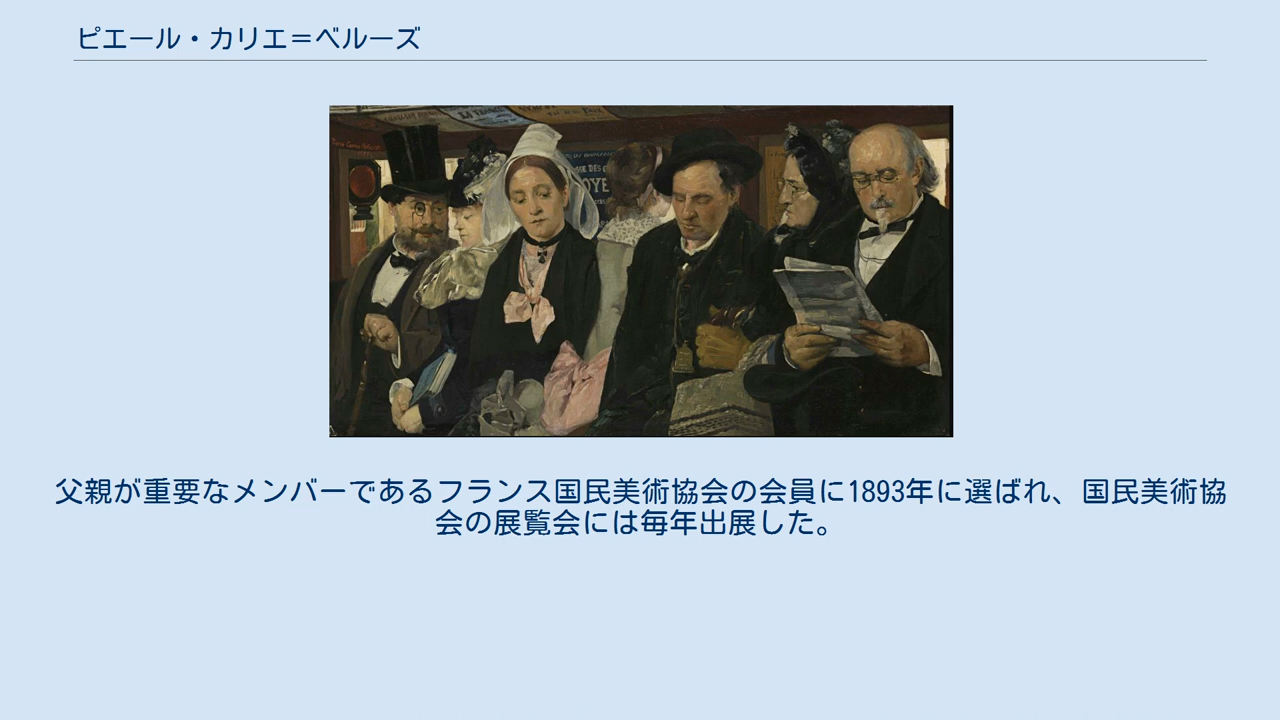 ピエール・カリエ＝ベルーズ
父親が重要なメンバーであるフランス国民美術協会の会員に1893年に選ばれ、国民美術協
会の展覧会には毎年出展した。